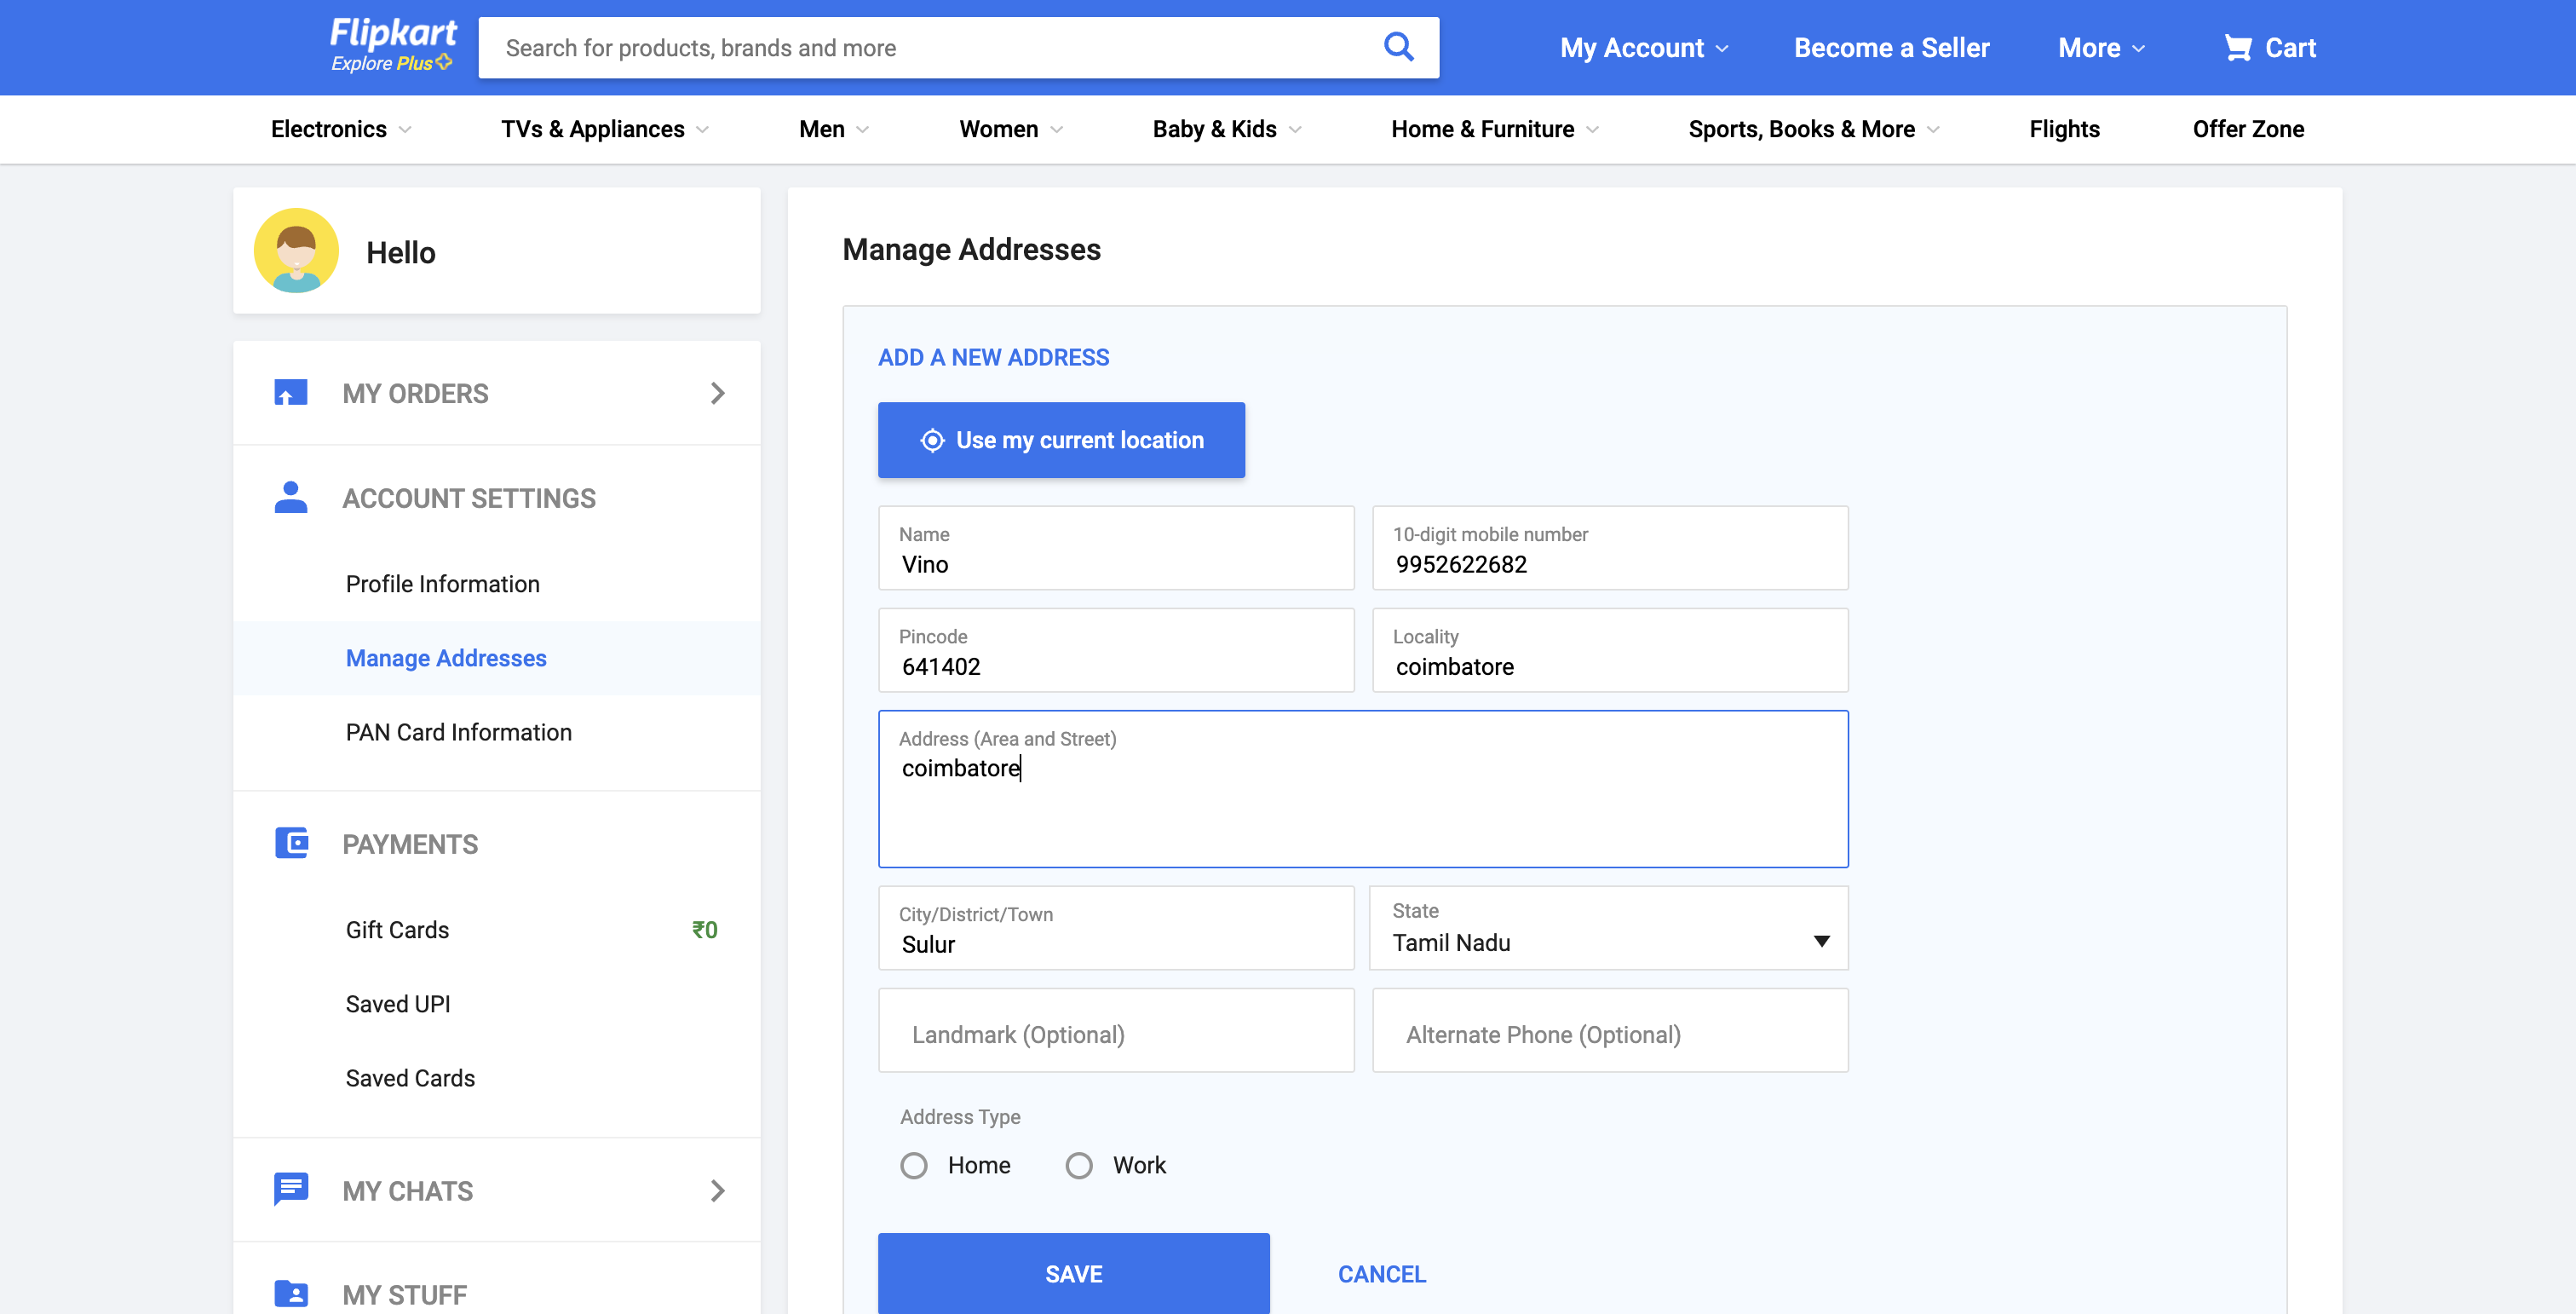 Flipkart
Explore Plus
Search for products, brands and more
My Account
Become a Seller
More
Cart
Electronics
TVs & Appliances
Men
Women
Baby & Kids
Home & Furniture
Sports, Books & More
Flights
Offer Zone
Hello
MY ORDERS
ACCOUNT SETTINGS
Profile Information
Manage Addresses
PAN Card Information
PAYMENTS
Gift Cards ₹0
Saved UPI
Saved Cards
MY CHATS
MY STUFF
Manage Addresses
ADD A NEW ADDRESS
Use my current location
Name
Vino
10-digit mobile number
9952622682
Pincode
641402
Locality
coimbatore
Address (Area and Street)
coimbatore
City/District/Town
Sulur
State
Tamil Nadu
Landmark (Optional)
Alternate Phone (Optional)
Address Type
Home
Work
SAVE
CANCEL